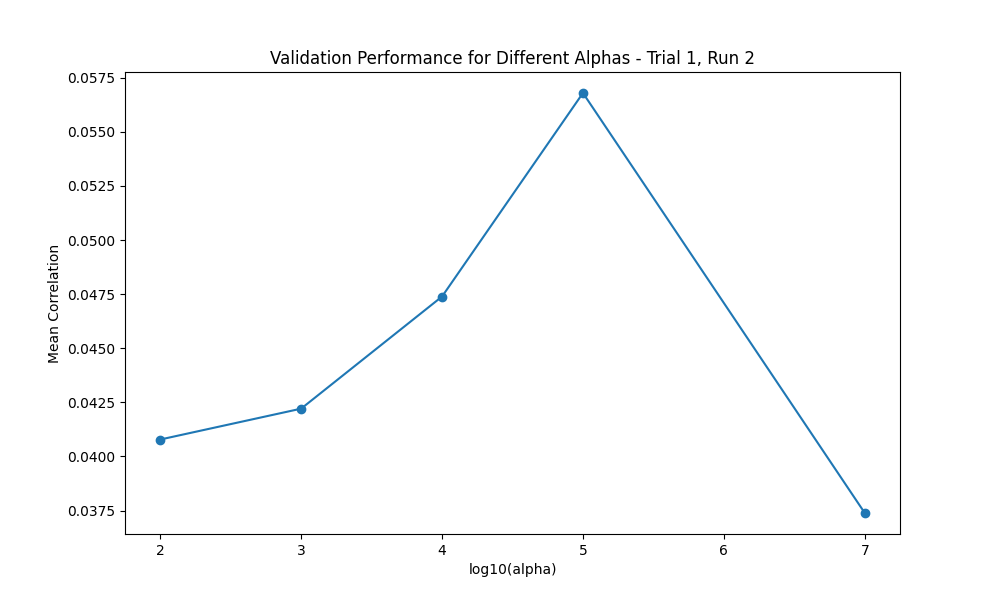 Validation Performance for Different Alphas - Trial 1, Run 2
0.0575
0.0550
0.0525
0.0500
0.0475
0.0450
0.0425
0.0400
0.0375
Mean Correlation
2 3 4 5 6 7
log10(alpha)